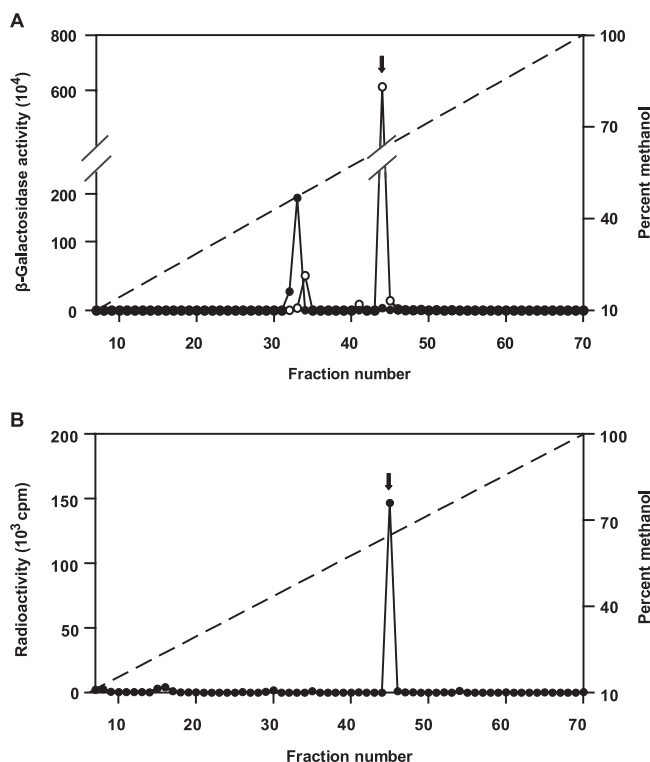 A
800
600
200
100
0
β-Galactosidase activity (10⁴)
100
70
40
10
Percent methanol
10 20 30 40 50 60 70
Fraction number
B
200
150
100
50
0
Radioactivity (10³ cpm)
100
70
40
10
Percent methanol
10 20 30 40 50 60 70
Fraction number